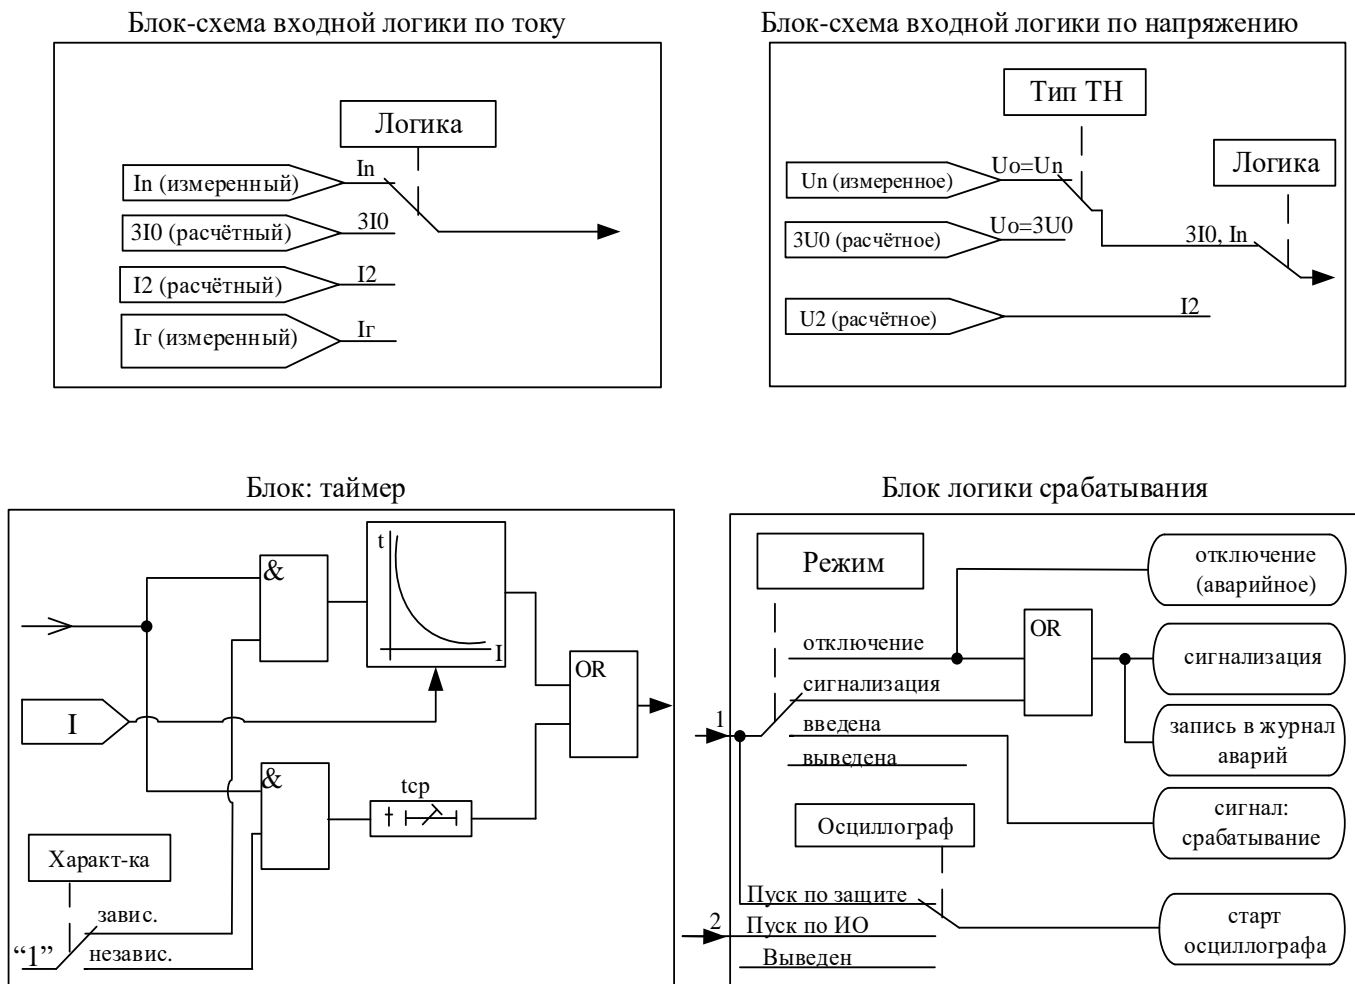 Блок-схема входной логики по току
Логика
In (измеренный)
In
3I0 (расчётный)
3I0
I2 (расчётный)
I2
Iг (измеренный)
Iг
Блок-схема входной логики по напряжению
Тип ТН
Логика
Un (измеренное)
Uo=Un
3U0 (расчётное)
Uo=3U0
3I0, In
U2 (расчётное)
I2
Блок: таймер
&
t
I
OR
I
&
tср
Характ-ка
завис.
“1”
независ.
Блок логики срабатывания
Режим
отключение
(аварийное)
отключение
OR
сигнализация
сигнализация
1
введена
запись в журнал
аварий
выведена
сигнал:
срабатывание
Осциллограф
Пуск по защите
2
Пуск по ИО
старт
осциллографа
Выведен